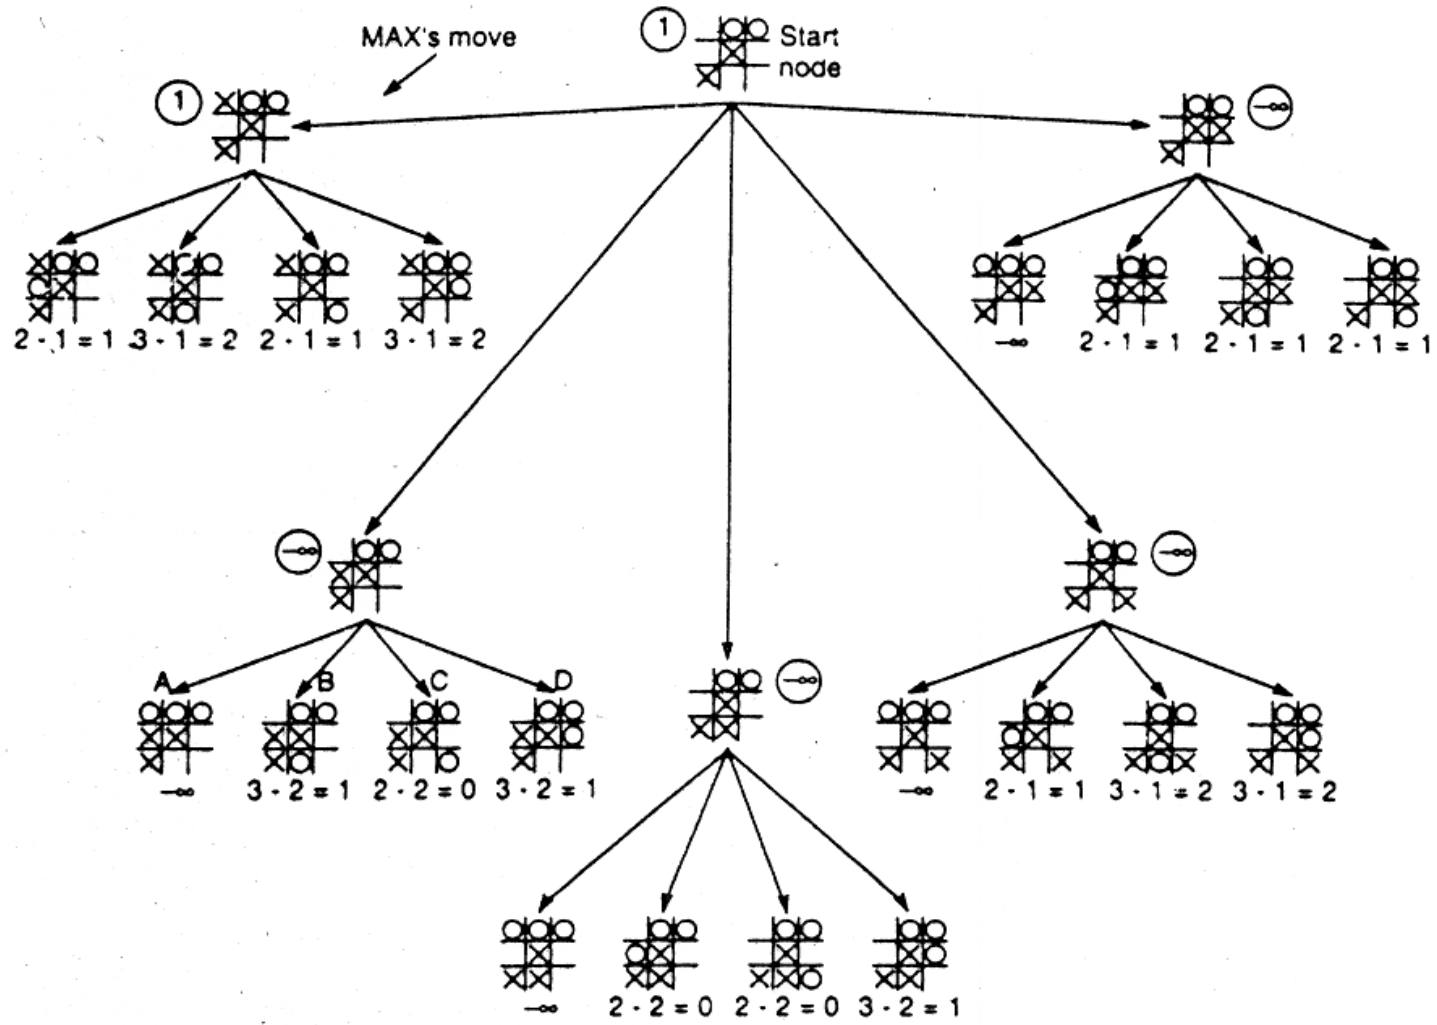 MAX's move
1
Start
node
1
-∞
2 - 1 = 1
3 - 1 = 2
2 - 1 = 1
3 - 1 = 2
-∞
2 - 1 = 1
2 - 1 = 1
2 - 1 = 1
-∞
-∞
A
B
C
D
-∞
-∞
3 - 2 = 1
2 - 2 = 0
3 - 2 = 1
-∞
2 - 1 = 1
3 - 1 = 2
3 - 1 = 2
-∞
2 - 2 = 0
2 - 2 = 0
3 - 2 = 1